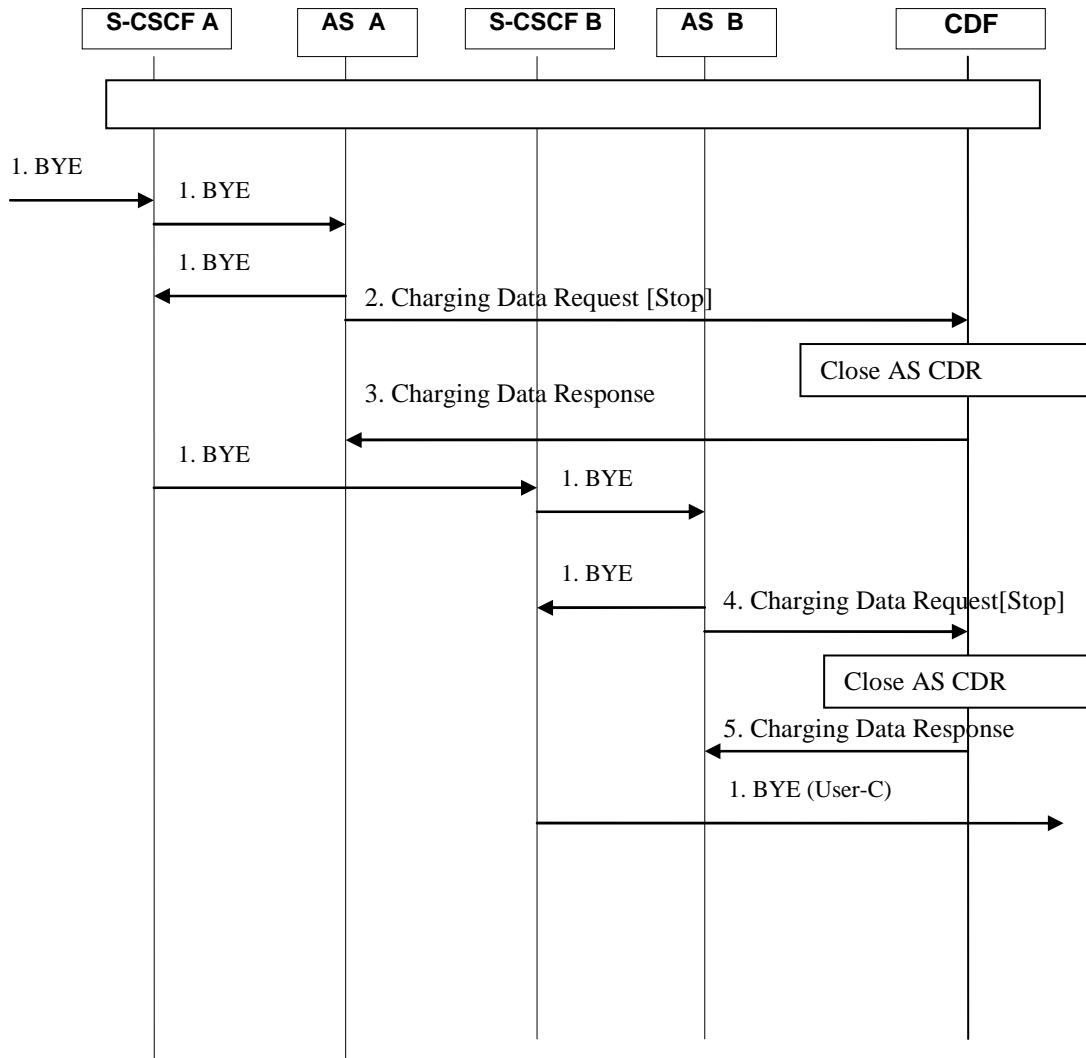 S-CSCF A
AS A
S-CSCF B
AS B
CDF
1. BYE
1. BYE
1. BYE
2. Charging Data Request [Stop]
Close AS CDR
3. Charging Data Response
1. BYE
1. BYE
1. BYE
4. Charging Data Request[Stop]
Close AS CDR
5. Charging Data Response
1. BYE (User-C)